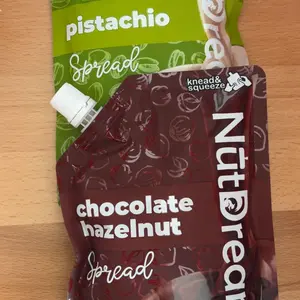 pistachio
Spread
knead&
squeeze
NutDream
chocolate
hazelnut
Spread